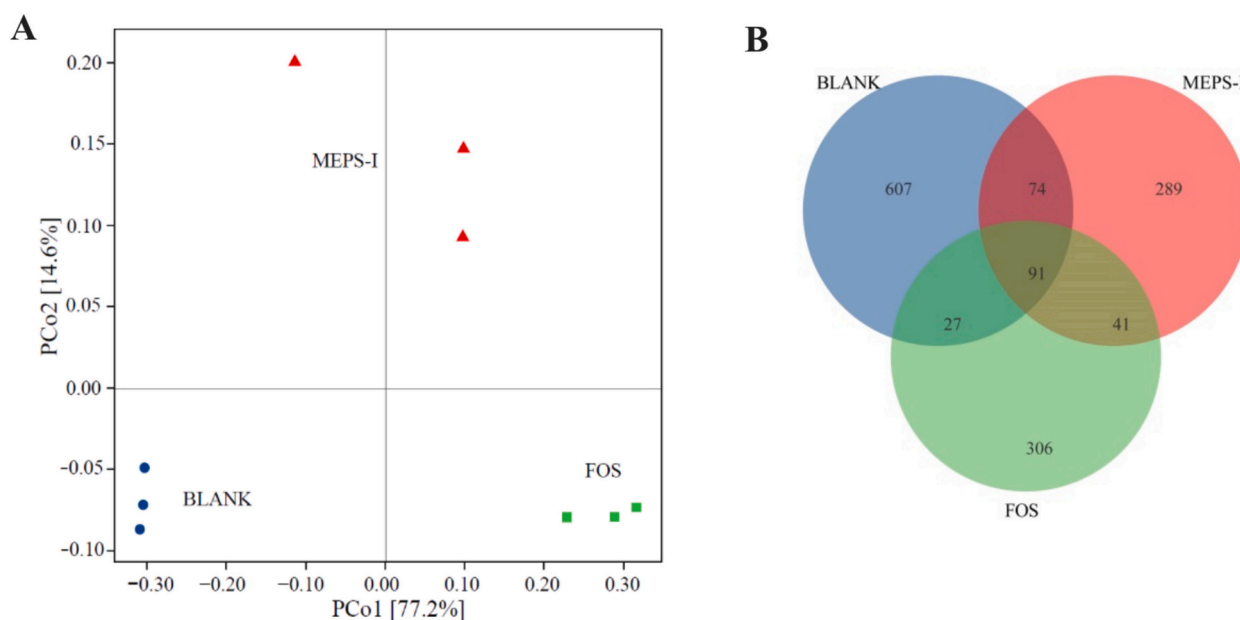 A
PCo2 [14.6%]
0.20
0.15
0.10
0.05
0.00
−0.05
−0.10
MEPS-I
BLANK
FOS
−0.30
−0.20
−0.10
0.00
0.10
0.20
0.30
PCo1 [77.2%]
B
BLANK
MEPS-I
607
74
289
91
27
41
306
FOS